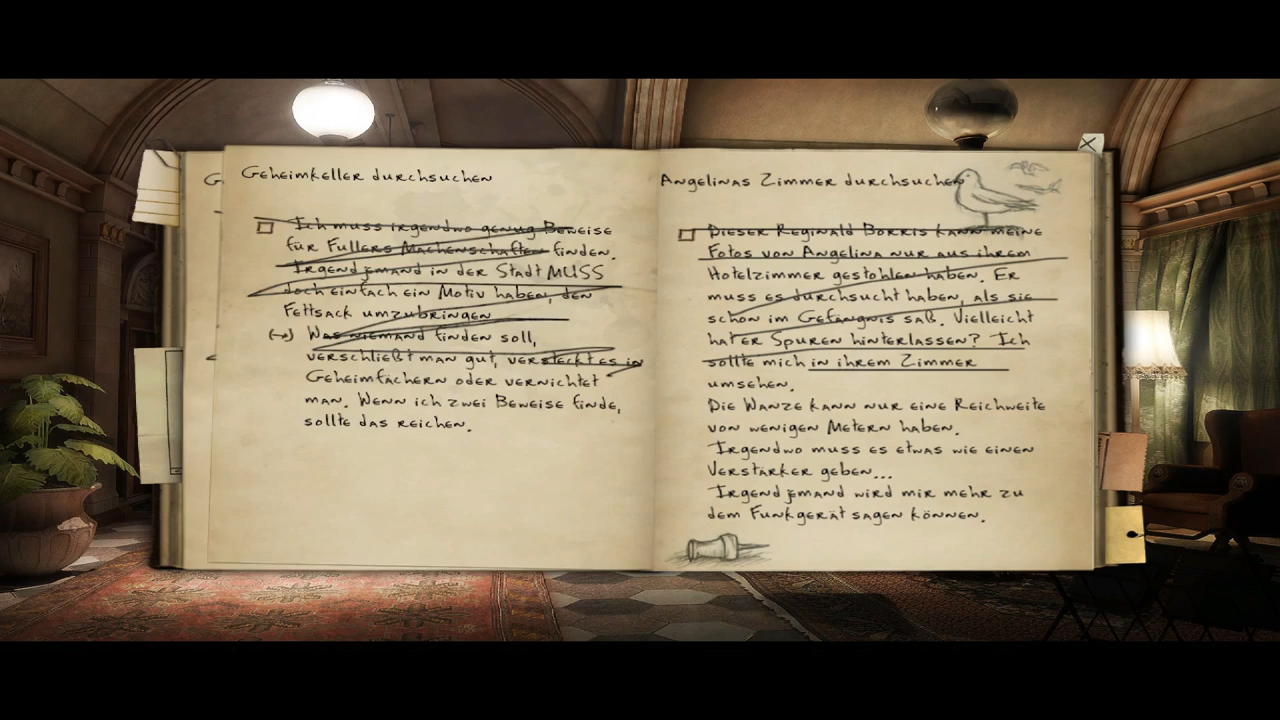 G
Geheimkeller durchsuchen
Ich muss irgendwo genug Beweise
für Fullers Machenschaften finden.
Irgendjemand in der Stadt MUSS
doch einfach ein Motiv haben, den
Fettsack umzubringen
(→) Was niemand finden soll,
verschließt man gut, versteckt es in
Geheimfächern oder vernichtet
man. Wenn ich zwei Beweise finde,
sollte das reichen.
Angelinas Zimmer durchsuchen
Dieser Reginald Borris kann meine
Fotos von Angelina nur aus ihrem
Hotelzimmer gestohlen haben. Er
muss es durchsucht haben, als sie
schon im Gefängnis saß. Vielleicht
hat er Spuren hinterlassen? Ich
sollte mich in ihrem Zimmer
umsehen.
Die Wanze kann nur eine Reichweite
von wenigen Metern haben.
Irgendwo muss es etwas wie einen
Verstärker geben...
Irgendjemand wird mir mehr zu
dem Funkgerät sagen können.